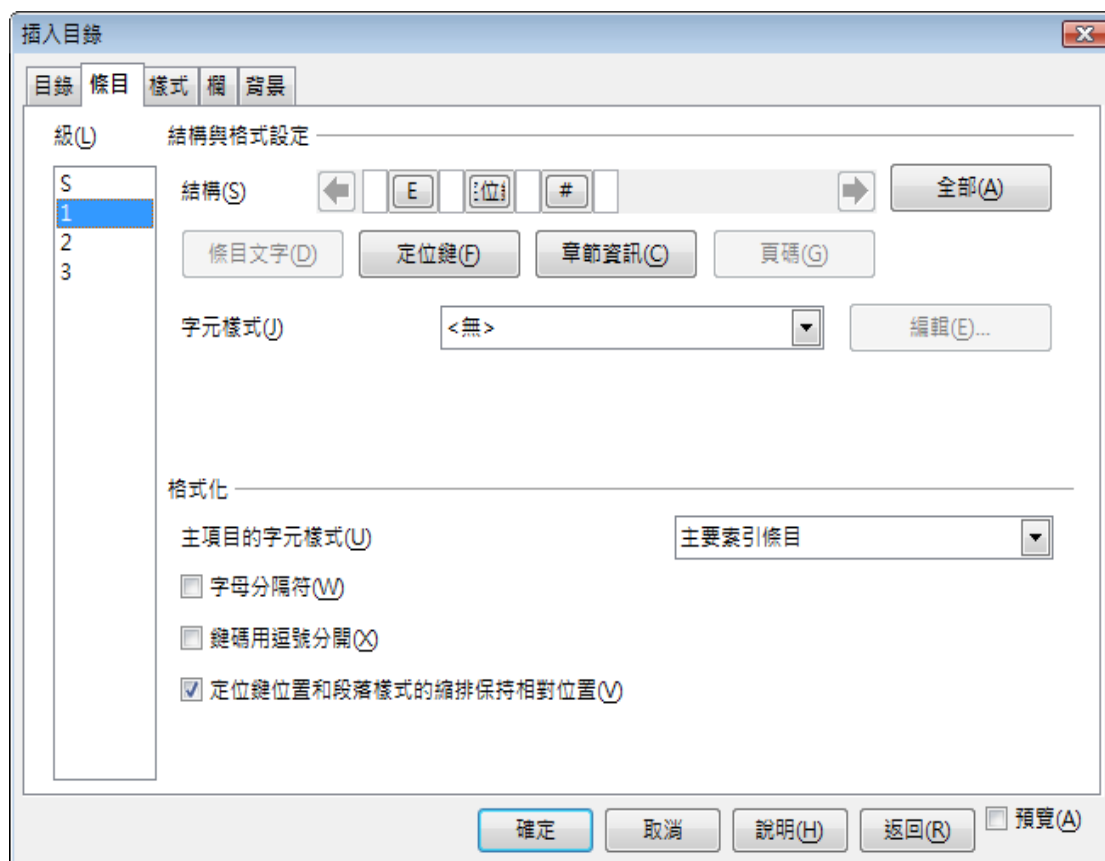 插入目錄
目錄 條目 樣式 欄 背景
級(L) 結構與格式設定
S
1
2
3
結構(S) E # 全部(A)
條目文字(D) 定位鍵(F) 章節資訊(C) 頁碼(G)
字元樣式(J) <無> 編輯(E)...
格式化
主項目的字元樣式(U) 主要索引條目
字母分隔符(W)
鍵碼用逗號分開(X)
定位鍵位置和段落樣式的縮排保持相對位置(V)
確定 取消 說明(H) 返回(R) 預覽(A)